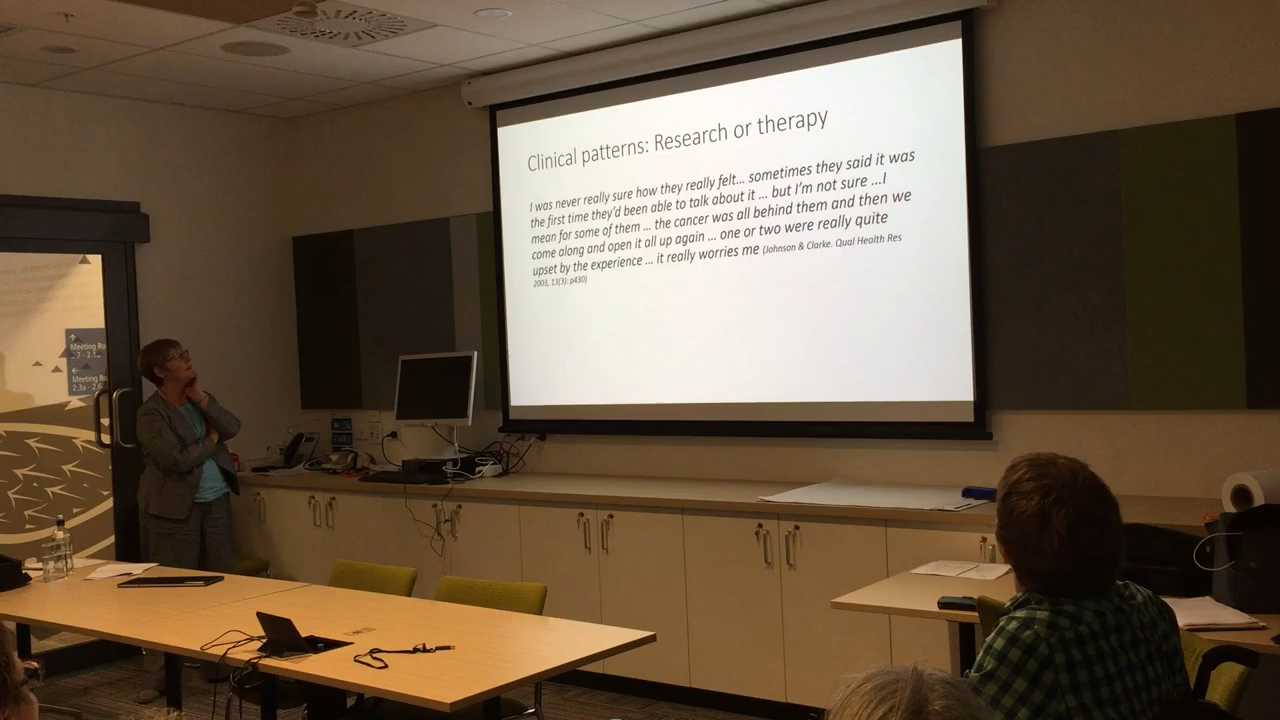 Clinical patterns: Research or therapy
I was never really sure how they really felt... sometimes they said it was
the first time they'd been able to talk about it ... but I'm not sure ...I
mean for some of them ... the cancer was all behind them and then we
come along and open it all up again ... one or two were really quite
upset by the experience ... it really worries me (Johnson & Clarke. Qual Health Res
2003, 13(3): p430)
Meeting Ro
Meeting Ro